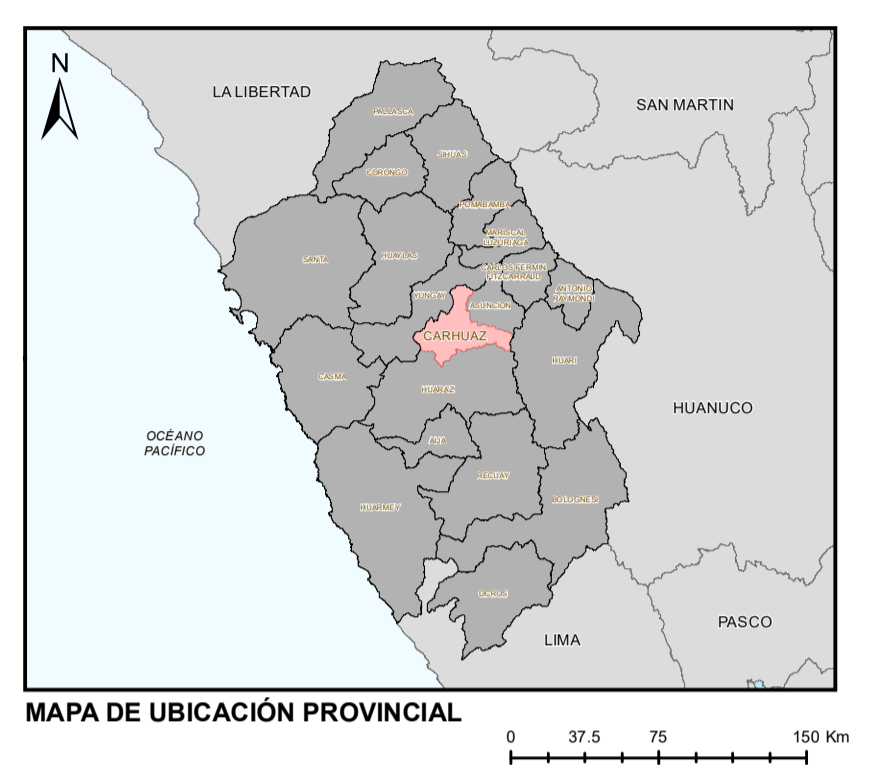 N
LA LIBERTAD
SAN MARTIN
PALLASCA
SIHUAS
CORONGO
POMABAMBA
MARISCAL
LUZURIAGA
SANTA
HUAYLAS
CARLOS FERMIN
FITZCARRALD
ANTONIO
RAYMONDI
YUNGAY
ASUNCION
CARHUAZ
HUARI
CASMA
HUARAZ
HUANUCO
OCÉANO
PACÍFICO
AIJA
RECUAY
BOLOGNESI
HUARMEY
OCROS
PASCO
LIMA
MAPA DE UBICACIÓN PROVINCIAL
0 37.5 75 150 Km